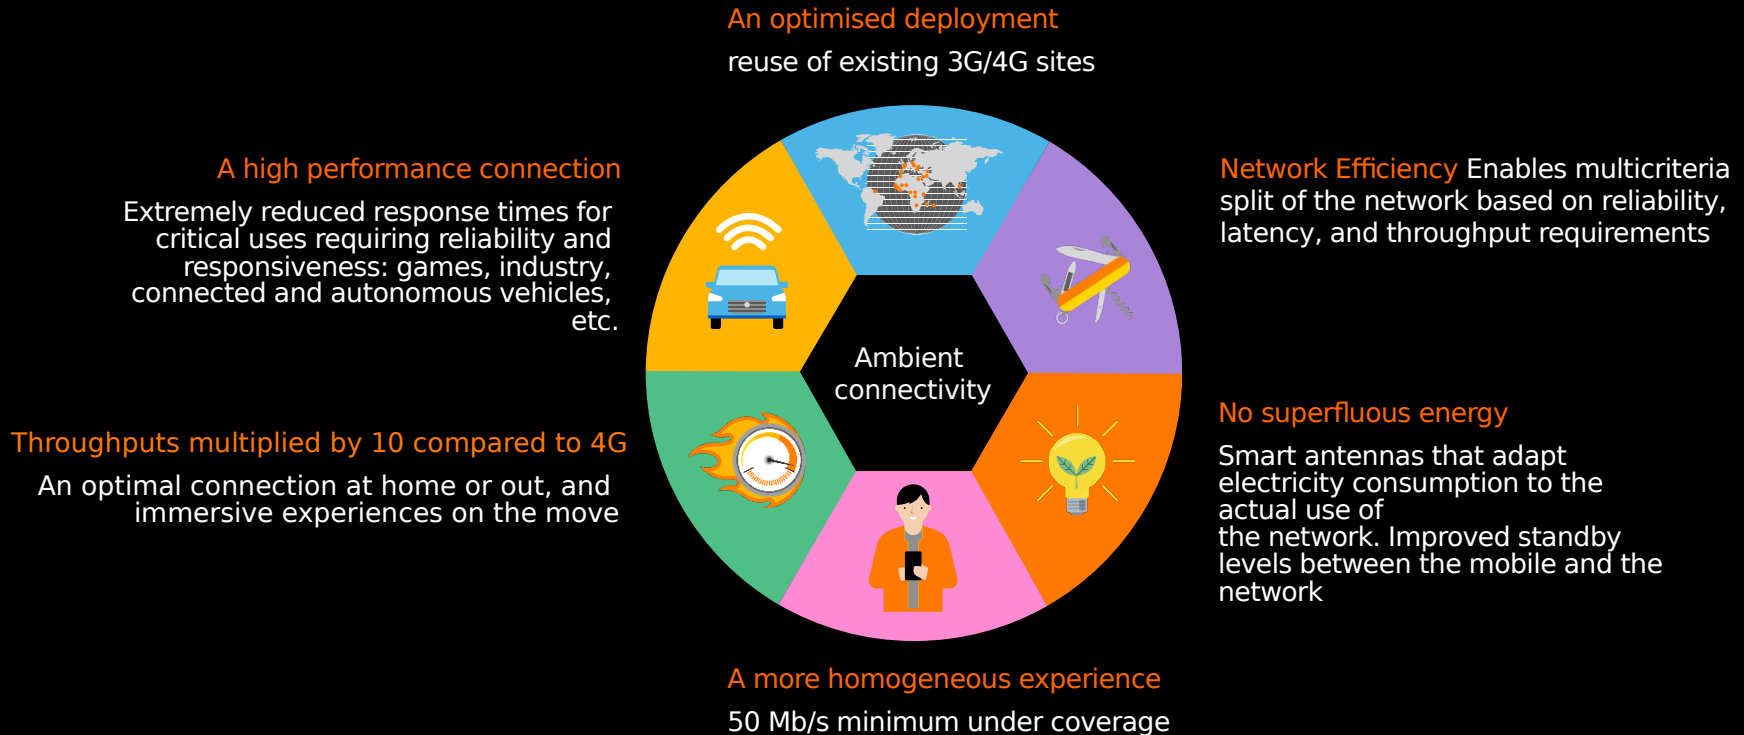 An optimised deployment
reuse of existing 3G/4G sites
A high performance connection
Extremely reduced response times for
critical uses requiring reliability and
responsiveness: games, industry,
connected and autonomous vehicles,
etc.
Network Efficiency Enables multicriteria
split of the network based on reliability,
latency, and throughput requirements
Ambient
connectivity
Throughputs multiplied by 10 compared to 4G
An optimal connection at home or out, and
immersive experiences on the move
No superfluous energy
Smart antennas that adapt
electricity consumption to the
actual use of
the network. Improved standby
levels between the mobile and the
network
A more homogeneous experience
50 Mb/s minimum under coverage